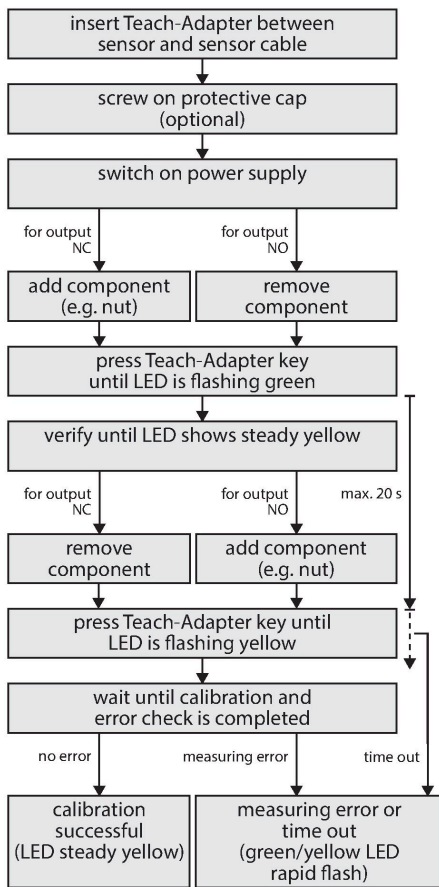 insert Teach-Adapter between
sensor and sensor cable
screw on protective cap
(optional)
switch on power supply
for output
NC
for output
NO
add component
(e.g. nut)
remove
component
press Teach-Adapter key
until LED is flashing green
verify until LED shows steady yellow
for output
NC
for output
NO
max. 20 s
remove
component
add component
(e.g. nut)
press Teach-Adapter key until
LED is flashing yellow
wait until calibration and
error check is completed
no error
measuring error
time out
calibration
successful
(LED steady yellow)
measuring error or
time out
(green/yellow LED
rapid flash)